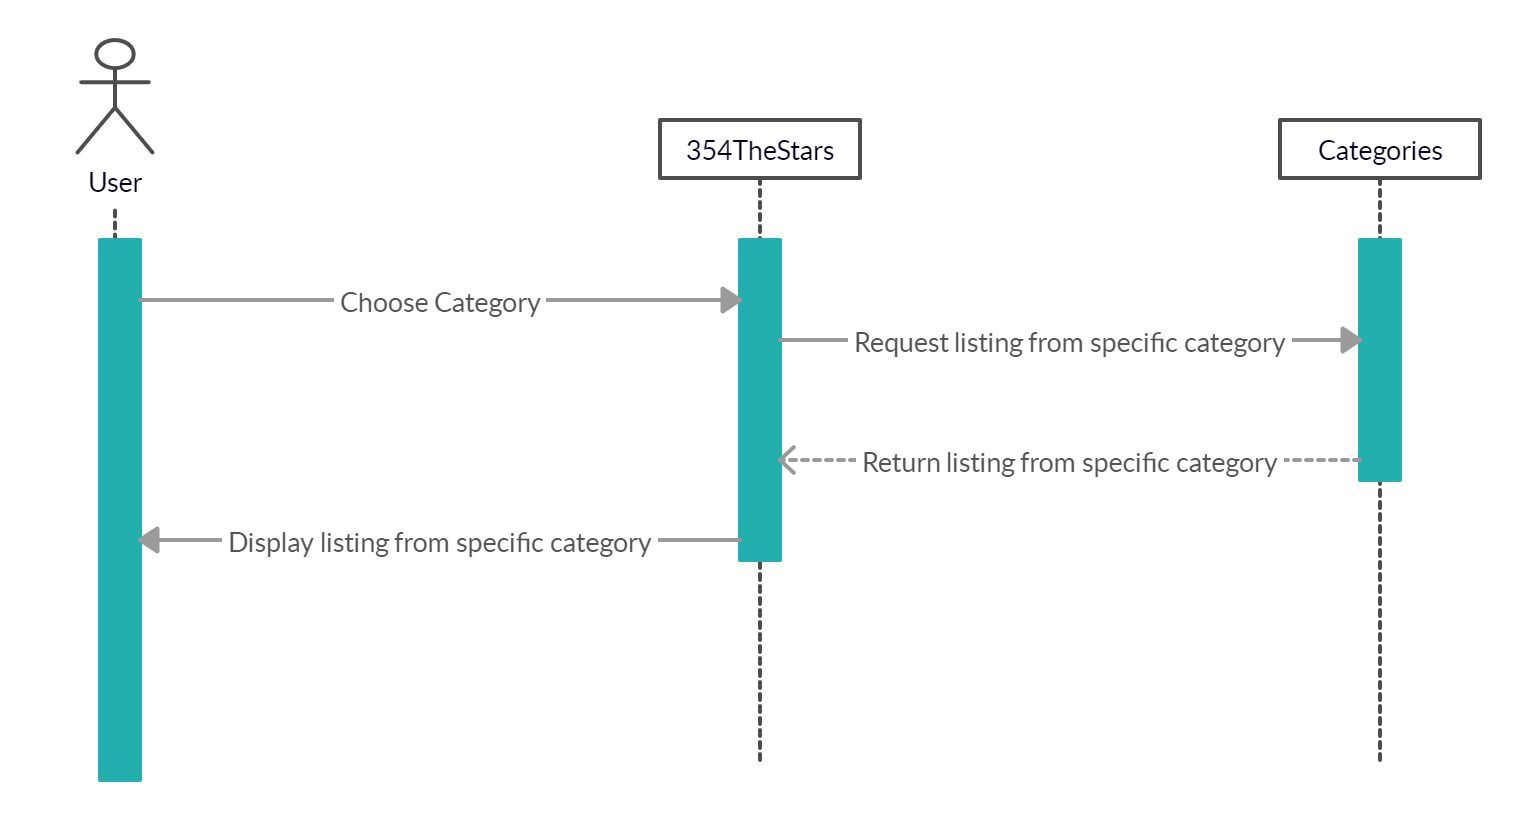 User
354TheStars
Categories
Choose Category
Request listing from specific category
Return listing from specific category
Display listing from specific category